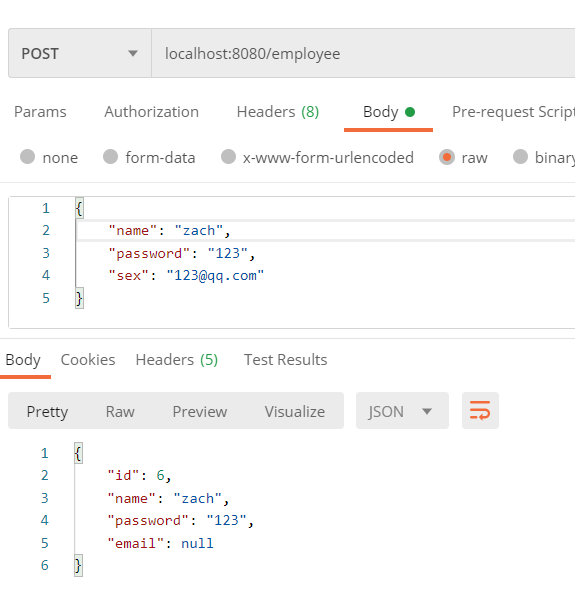 POST localhost:8080/employee
Params Authorization Headers (8) Body Pre-request Script
none form-data x-www-form-urlencoded raw binary
1 {
2 "name": "zach",
3 "password": "123",
4 "sex": "123@qq.com"
5 }
Body Cookies Headers (5) Test Results
Pretty Raw Preview Visualize JSON
1 {
2 "id": 6,
3 "name": "zach",
4 "password": "123",
5 "email": null
6 }